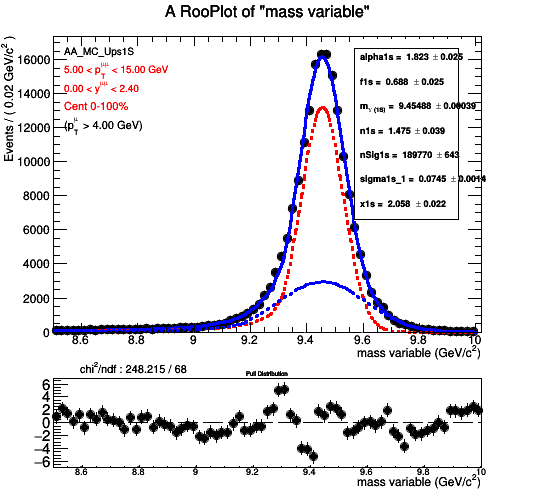 A RooPlot of "mass variable"
Events / ( 0.02 GeV/c² )
16000
14000
12000
10000
8000
6000
4000
2000
0
AA_MC_Ups1S
5.00 < p_T^μμ < 15.00 GeV
0.00 < y^μμ < 2.40
Cent 0-100%
(p_T^μ > 4.00 GeV)
alpha1s = 1.823 ± 0.025
f1s = 0.688 ± 0.025
m_Υ(1S) = 9.45488 ± 0.00039
n1s = 1.475 ± 0.039
nSig1s = 189770 ± 643
sigma1s_1 = 0.0745 ± 0.0014
x1s = 2.058 ± 0.022
8.6 8.8 9 9.2 9.4 9.6 9.8 10
mass variable (GeV/c²)
chi²/ndf : 248.215 / 68
Pull Distribution
6
4
2
0
−2
−4
−6
8.6 8.8 9 9.2 9.4 9.6 9.8 10
mass variable (GeV/c²)